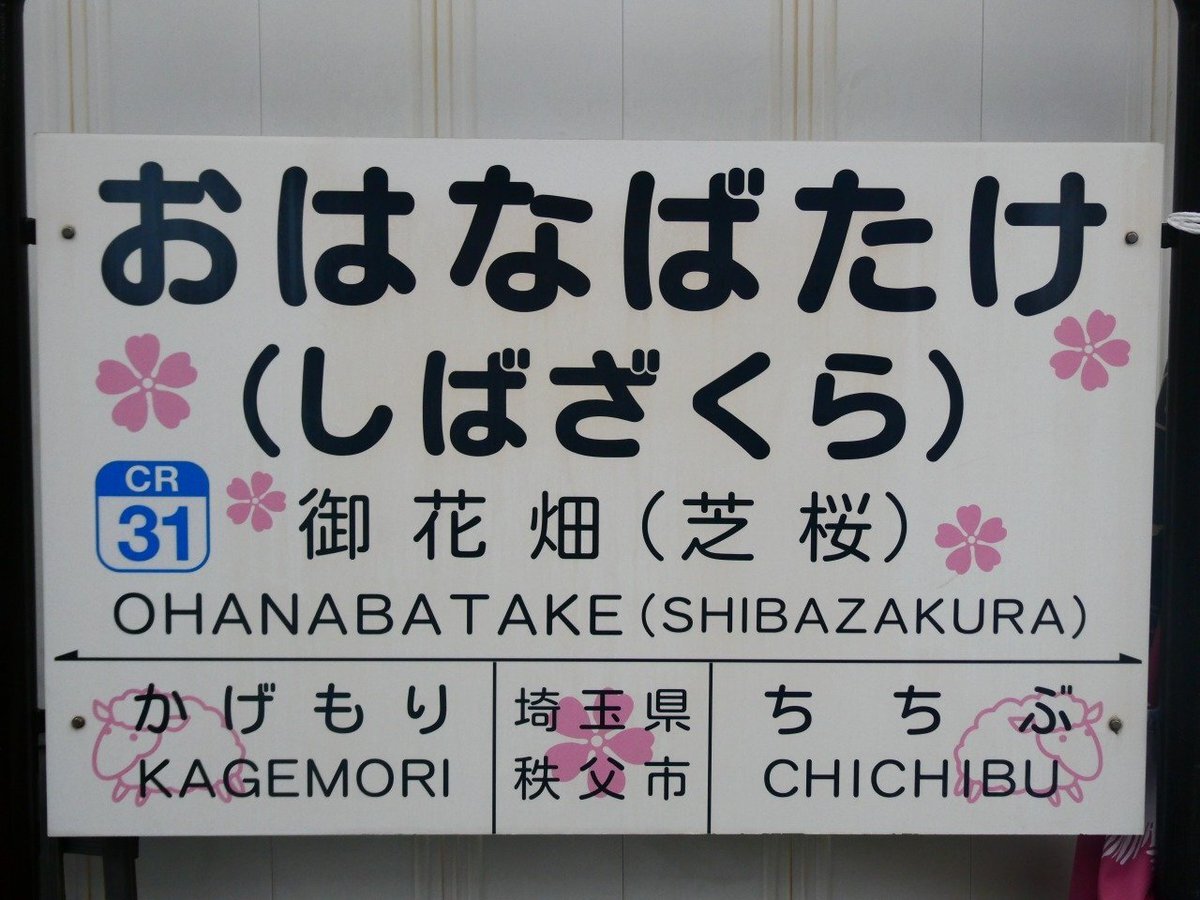 おはなばたけ
(しばざくら)
CR
31
御花畑(芝桜)
OHANABATAKE(SHIBAZAKURA)
かげもり
KAGEMORI
埼玉県
秩父市
ちちぶ
CHICHIBU